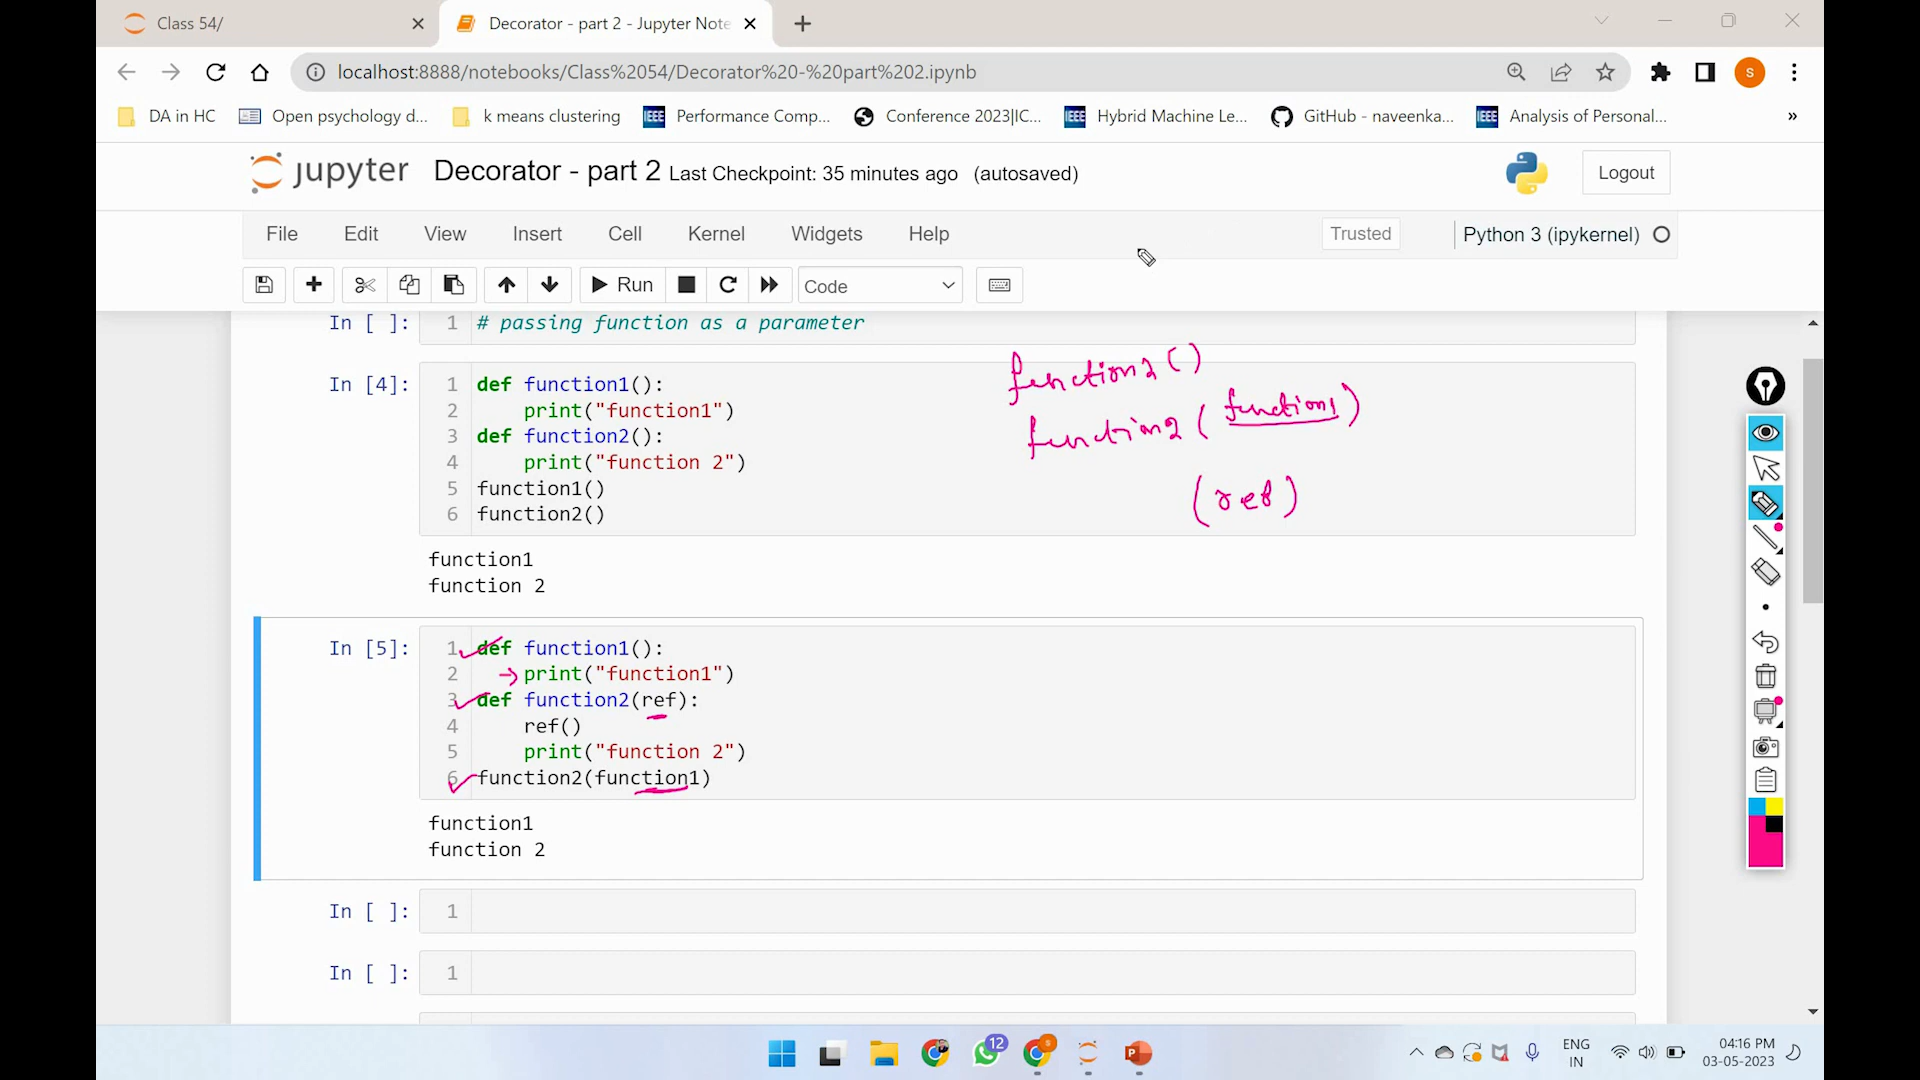 Class 54/
Decorator - part 2 - Jupyter Note
localhost:8888/notebooks/Class%2054/Decorator%20-%20part%202.ipynb
S
DA in HC
Open psychology d...
k means clustering
IEEE
Performance Comp...
Conference 2023|IC...
IEEE
Hybrid Machine Le...
GitHub - naveenka...
IEEE
Analysis of Personal...
»
jupyter
Decorator - part 2 Last Checkpoint: 35 minutes ago (autosaved)
Logout
File Edit View Insert Cell Kernel Widgets Help
Trusted
Python 3 (ipykernel)
Run
Code
In [ ]:
1 # passing function as a parameter
In [4]:
1 def function1():
2 print("function1")
3 def function2():
4 print("function 2")
5 function1()
6 function2()
function2()
function2(function1)
(ref)
function1
function 2
In [5]:
1 def function1():
2 print("function1")
3 def function2(ref):
4 ref()
5 print("function 2")
6 function2(function1)
function1
function 2
In [ ]:
1
In [ ]:
1
12
S
P
ENG
IN
04:16 PM
03-05-2023